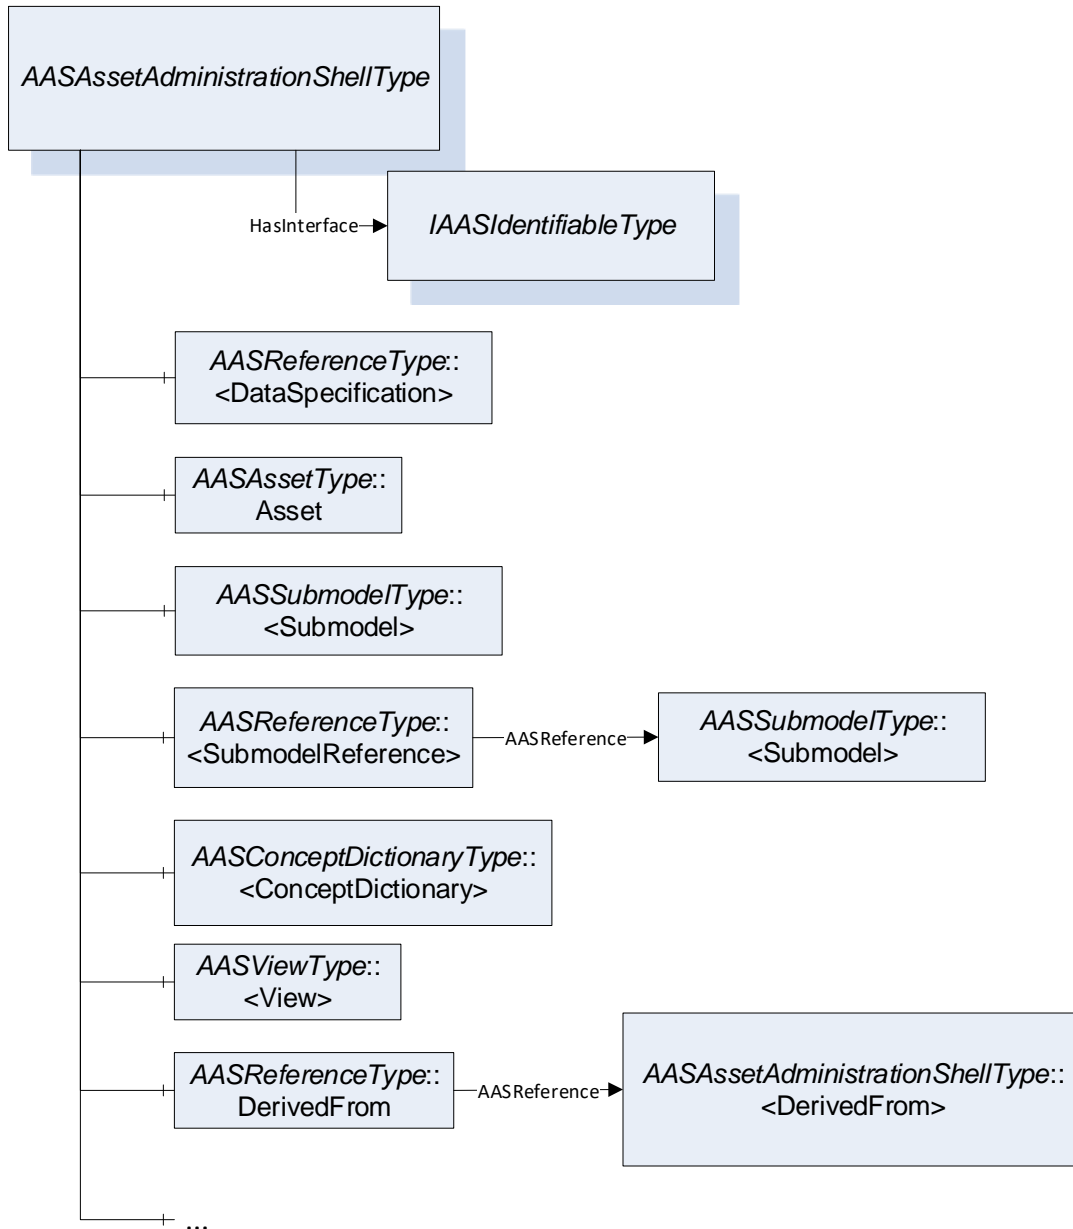 AASAssetAdministrationShellType
HasInterface
IAASIdentifiableType
AASReferenceType::
<DataSpecification>
AASAssetType::
Asset
AASSubmodelType::
<Submodel>
AASReferenceType::
<SubmodelReference>
AASReference
AASSubmodelType::
<Submodel>
AASConceptDictionaryType::
<ConceptDictionary>
AASViewType::
<View>
AASReferenceType::
DerivedFrom
AASReference
AASAssetAdministrationShellType::
<DerivedFrom>
...